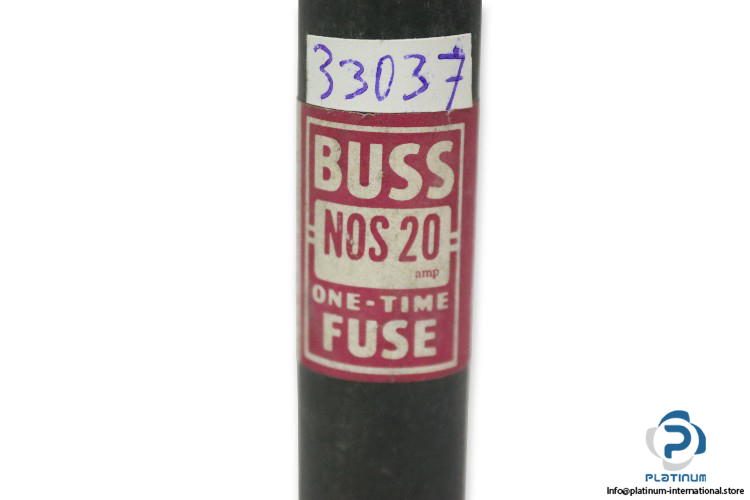 33037
BUSS
NOS 20
amp
ONE-TIME
FUSE
PLATINUM
Info@platinum-international.store